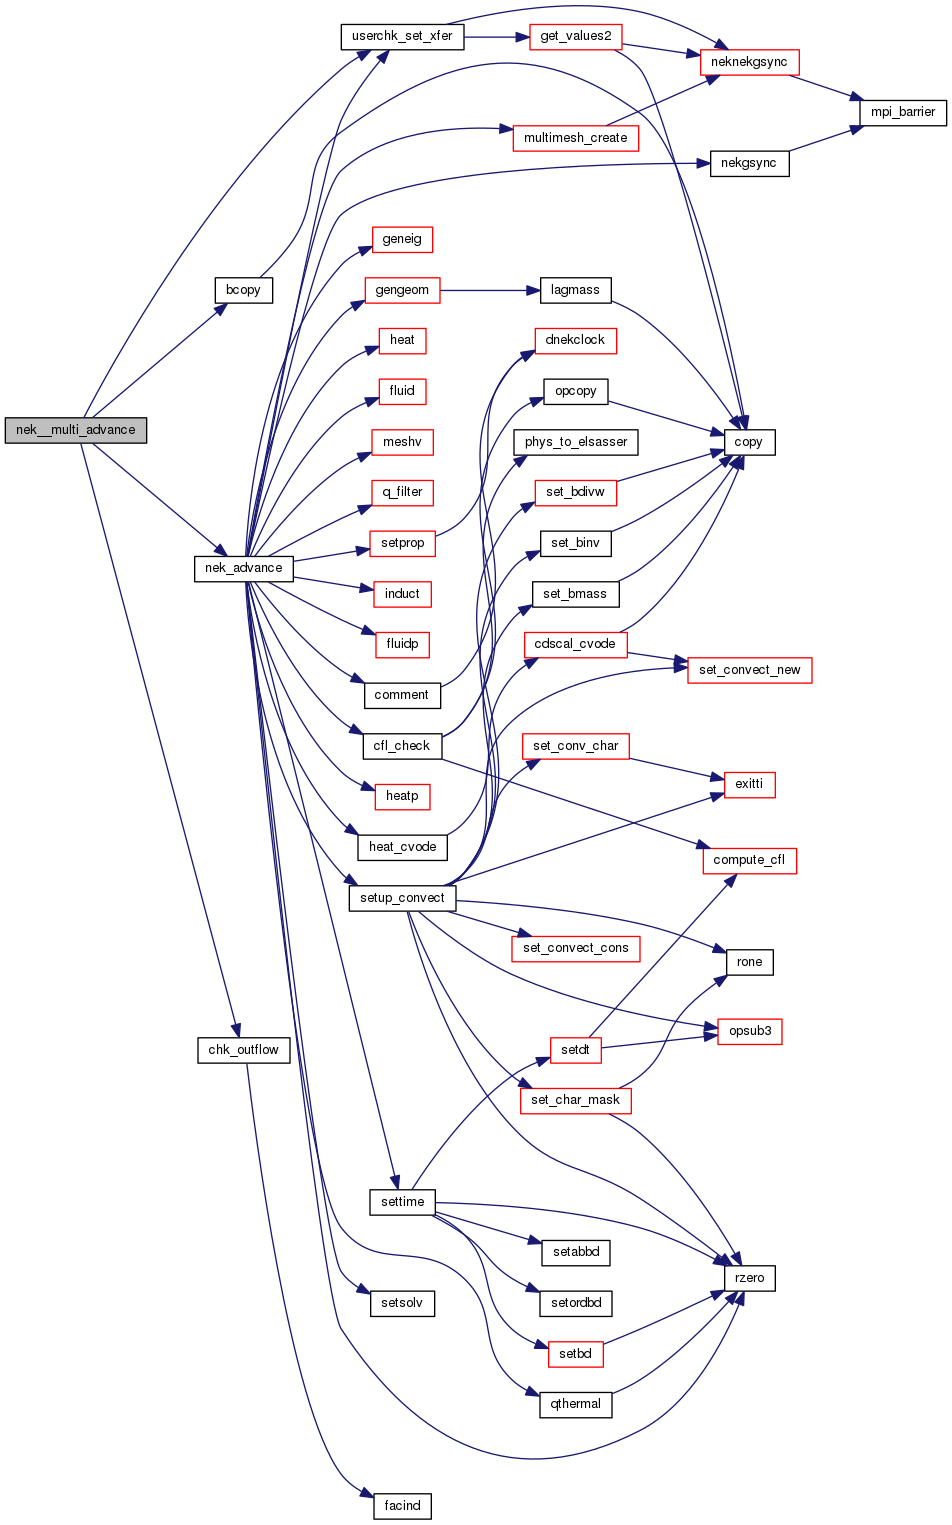 userchk_set_xfer
get_values2
neknekgsync
mpi_barrier
multimesh_create
nekgsync
geneig
bcopy
gengeom
lagmass
heat
dnekclock
fluid
opcopy
nek__multi_advance
meshv
phys_to_elsasser
copy
q_filter
set_bdivw
setprop
set_binv
nek_advance
induct
set_bmass
fluidp
cdscal_cvode
set_convect_new
comment
cfl_check
set_conv_char
exitti
heatp
heat_cvode
compute_cfl
setup_convect
set_convect_cons
rone
opsub3
chk_outflow
setdt
set_char_mask
settime
setabbd
rzero
setsolv
setordbd
setbd
qthermal
facind